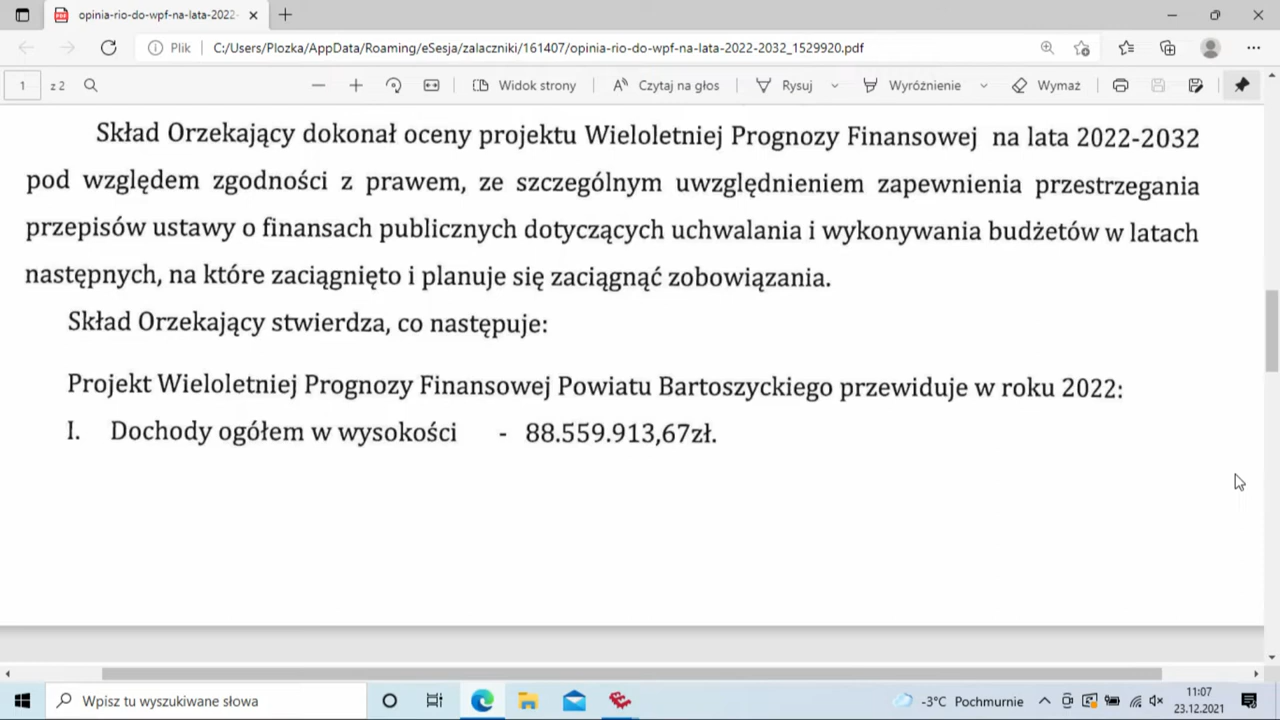 opinia-rio-do-wpf-na-lata-2022-
Plik
C:/Users/Plozka/AppData/Roaming/eSesja/zalaczniki/161407/opinia-rio-do-wpf-na-lata-2022-2032_1529920.pdf
1 z 2 Widok strony Czytaj na głos Rysuj Wyróżnienie Wymaż
Skład Orzekający dokonał oceny projektu Wieloletniej Prognozy Finansowej na lata 2022-2032
pod względem zgodności z prawem, ze szczególnym uwzględnieniem zapewnienia przestrzegania
przepisów ustawy o finansach publicznych dotyczących uchwalania i wykonywania budżetów w latach
następnych, na które zaciągnięto i planuje się zaciągnąć zobowiązania.
Skład Orzekający stwierdza, co następuje:
Projekt Wieloletniej Prognozy Finansowej Powiatu Bartoszyckiego przewiduje w roku 2022:
I. Dochody ogółem w wysokości - 88.559.913,67zł.
Wpisz tu wyszukiwane słowa
-3°C Pochmurnie
11:07
23.12.2021